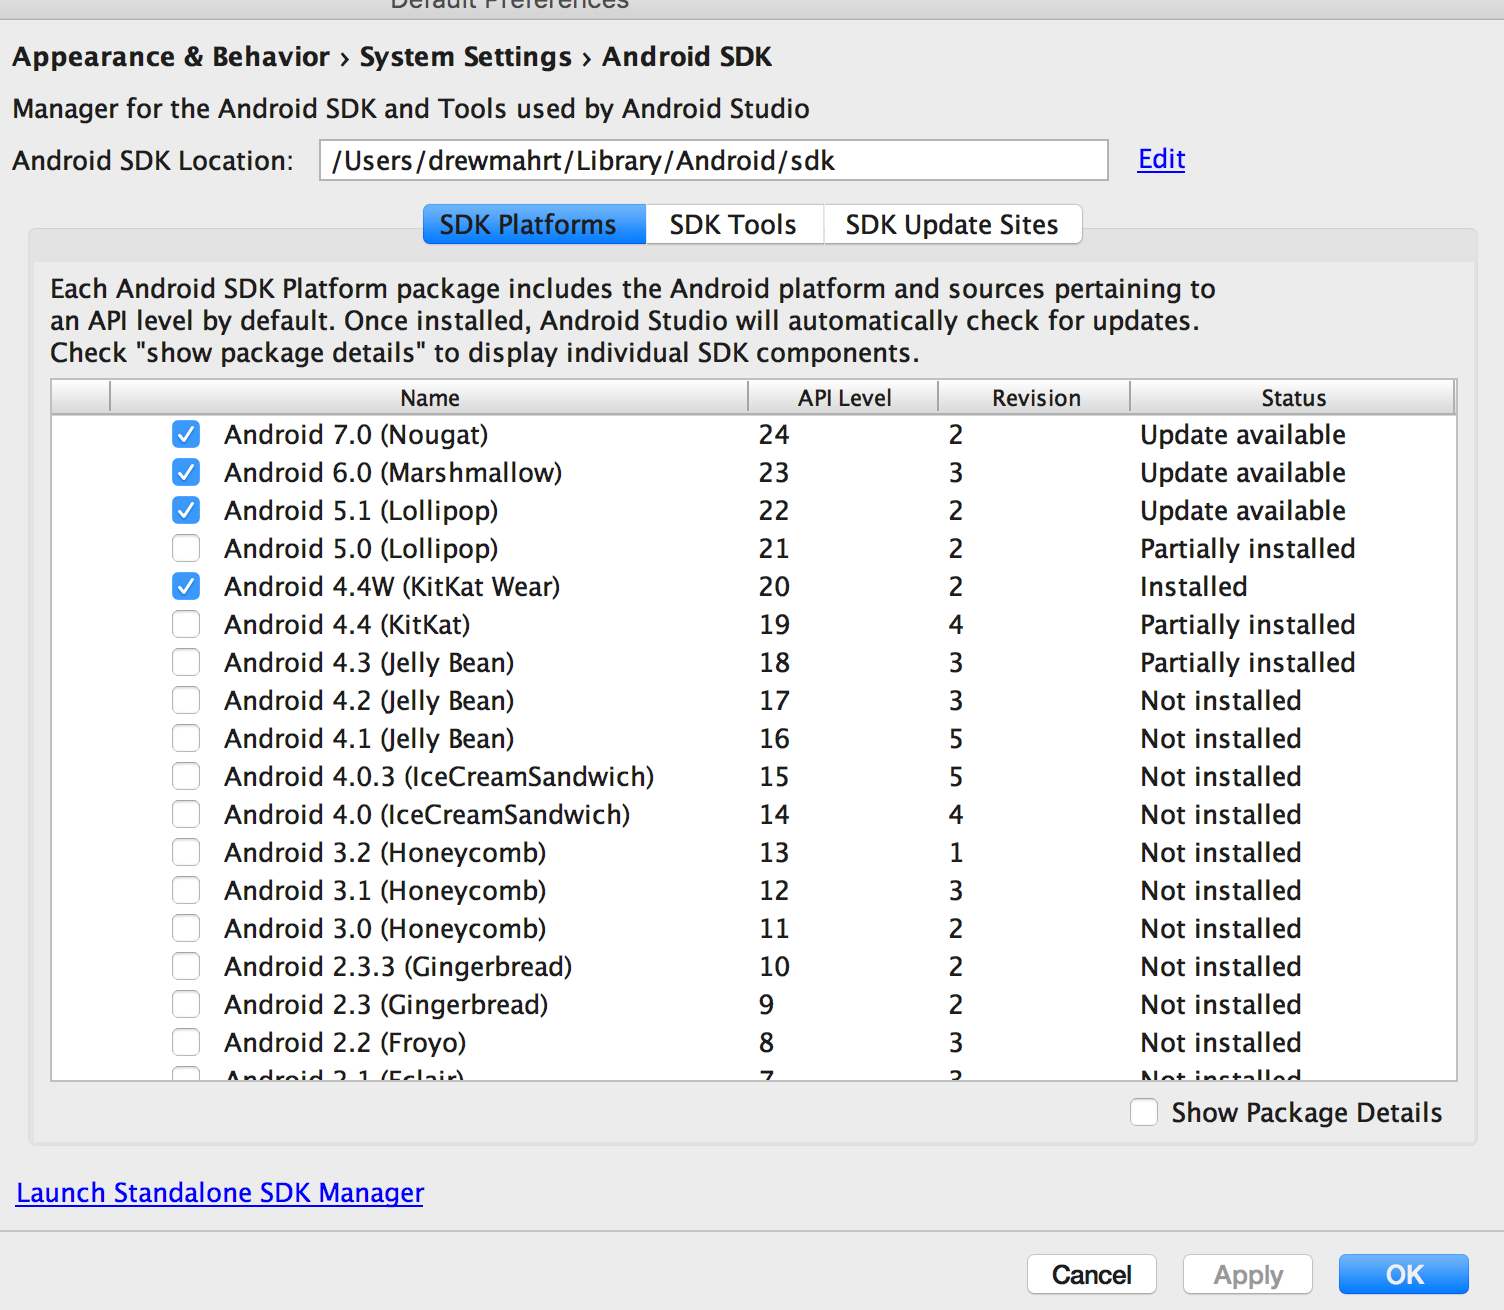 Default Preferences
Appearance & Behavior › System Settings › Android SDK
Manager for the Android SDK and Tools used by Android Studio
Android SDK Location: /Users/drewmahrt/Library/Android/sdk Edit
SDK Platforms SDK Tools SDK Update Sites
Each Android SDK Platform package includes the Android platform and sources pertaining to
an API level by default. Once installed, Android Studio will automatically check for updates.
Check "show package details" to display individual SDK components.
Name API Level Revision Status
Android 7.0 (Nougat) 24 2 Update available
Android 6.0 (Marshmallow) 23 3 Update available
Android 5.1 (Lollipop) 22 2 Update available
Android 5.0 (Lollipop) 21 2 Partially installed
Android 4.4W (KitKat Wear) 20 2 Installed
Android 4.4 (KitKat) 19 4 Partially installed
Android 4.3 (Jelly Bean) 18 3 Partially installed
Android 4.2 (Jelly Bean) 17 3 Not installed
Android 4.1 (Jelly Bean) 16 5 Not installed
Android 4.0.3 (IceCreamSandwich) 15 5 Not installed
Android 4.0 (IceCreamSandwich) 14 4 Not installed
Android 3.2 (Honeycomb) 13 1 Not installed
Android 3.1 (Honeycomb) 12 3 Not installed
Android 3.0 (Honeycomb) 11 2 Not installed
Android 2.3.3 (Gingerbread) 10 2 Not installed
Android 2.3 (Gingerbread) 9 2 Not installed
Android 2.2 (Froyo) 8 3 Not installed
Android 2.1 (Eclair) 7 3 Not installed
Show Package Details
Launch Standalone SDK Manager
Cancel Apply OK